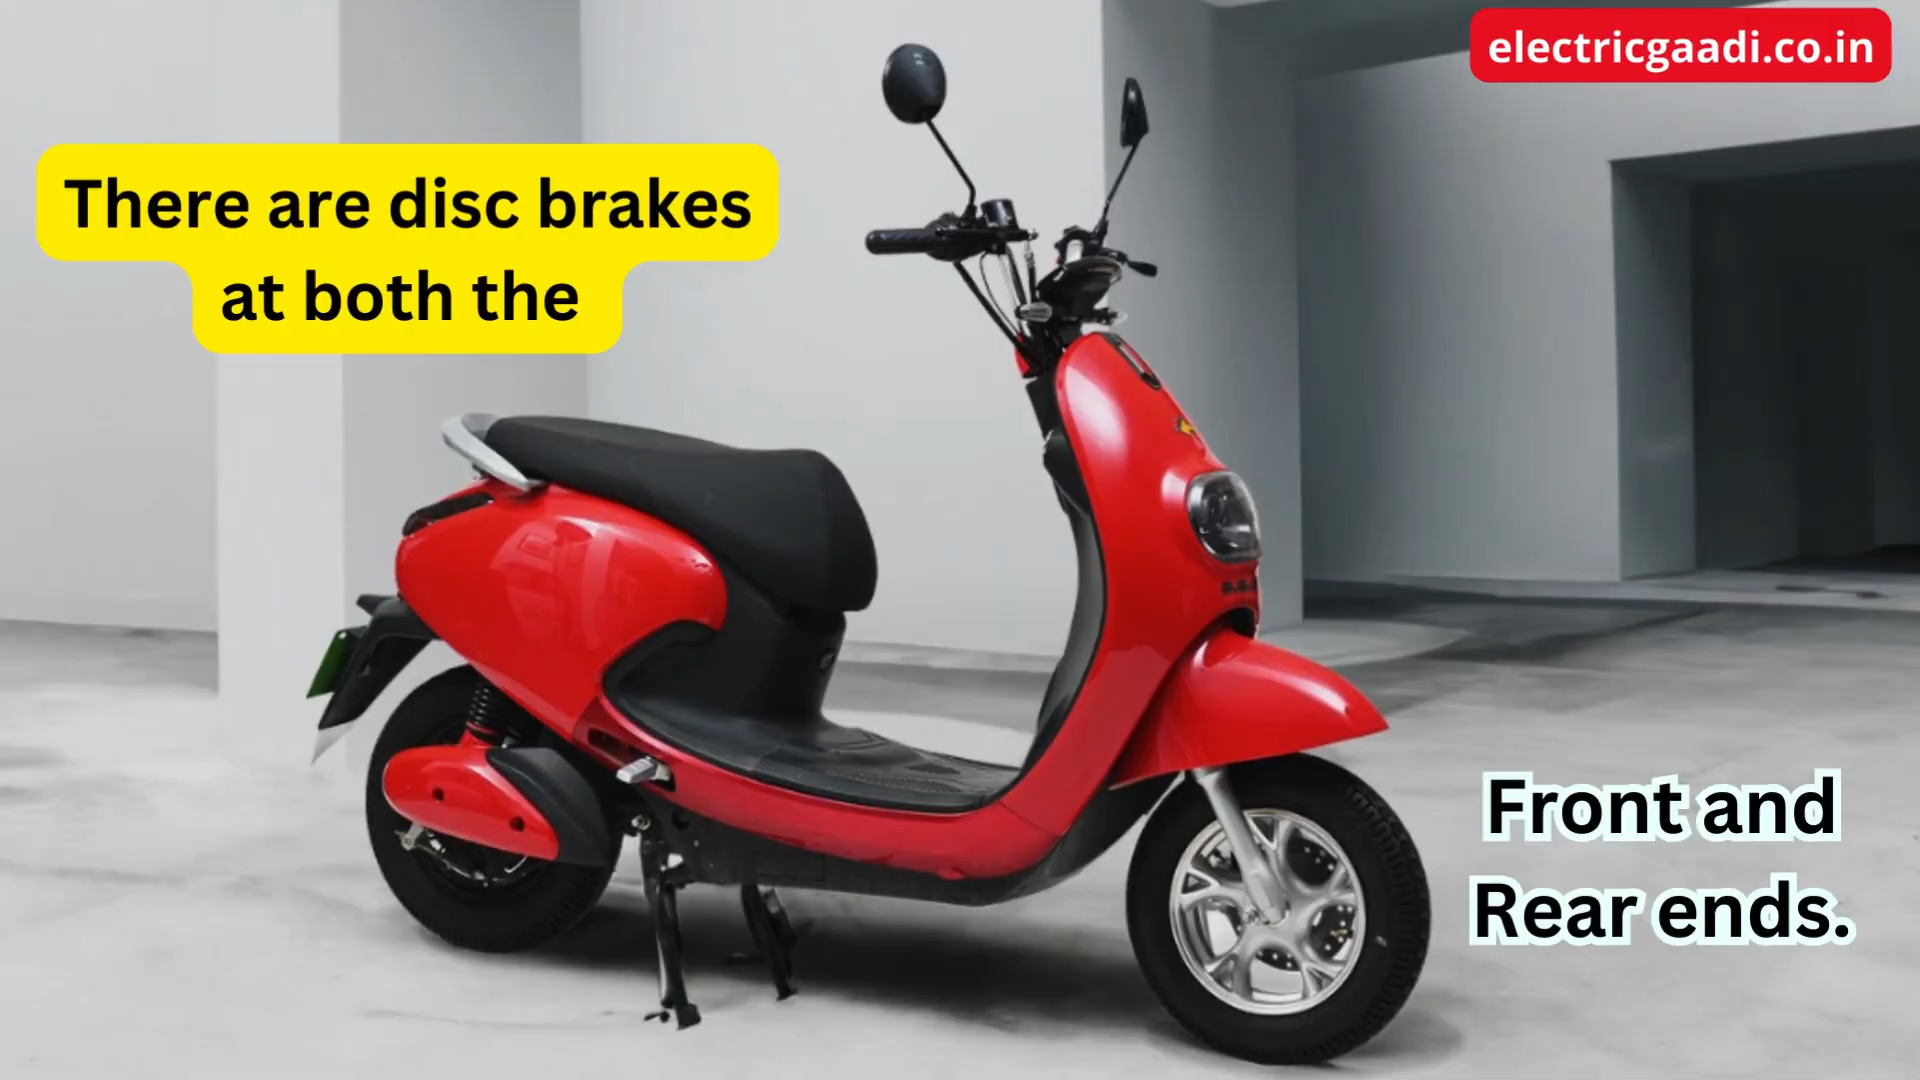 electricgaadi.co.in
There are disc brakes
at both the
Front and
Rear ends.